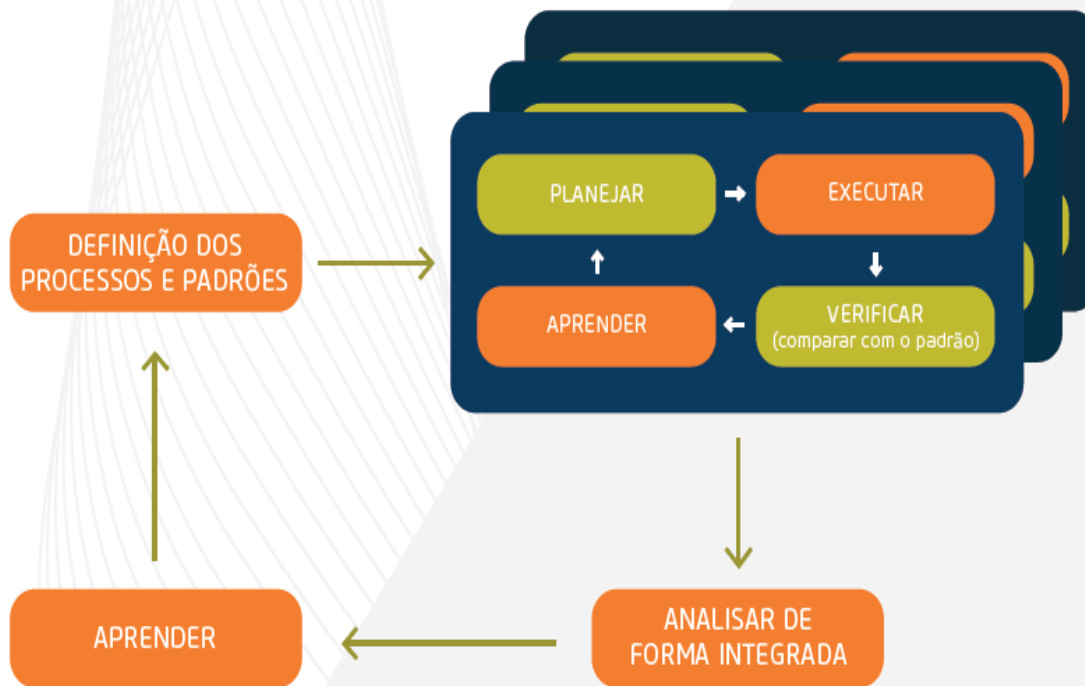 DEFINIÇÃO DOS
PROCESSOS E PADRÕES
PLANEJAR
EXECUTAR
APRENDER
VERIFICAR
(comparar com o padrão)
APRENDER
ANALISAR DE
FORMA INTEGRADA